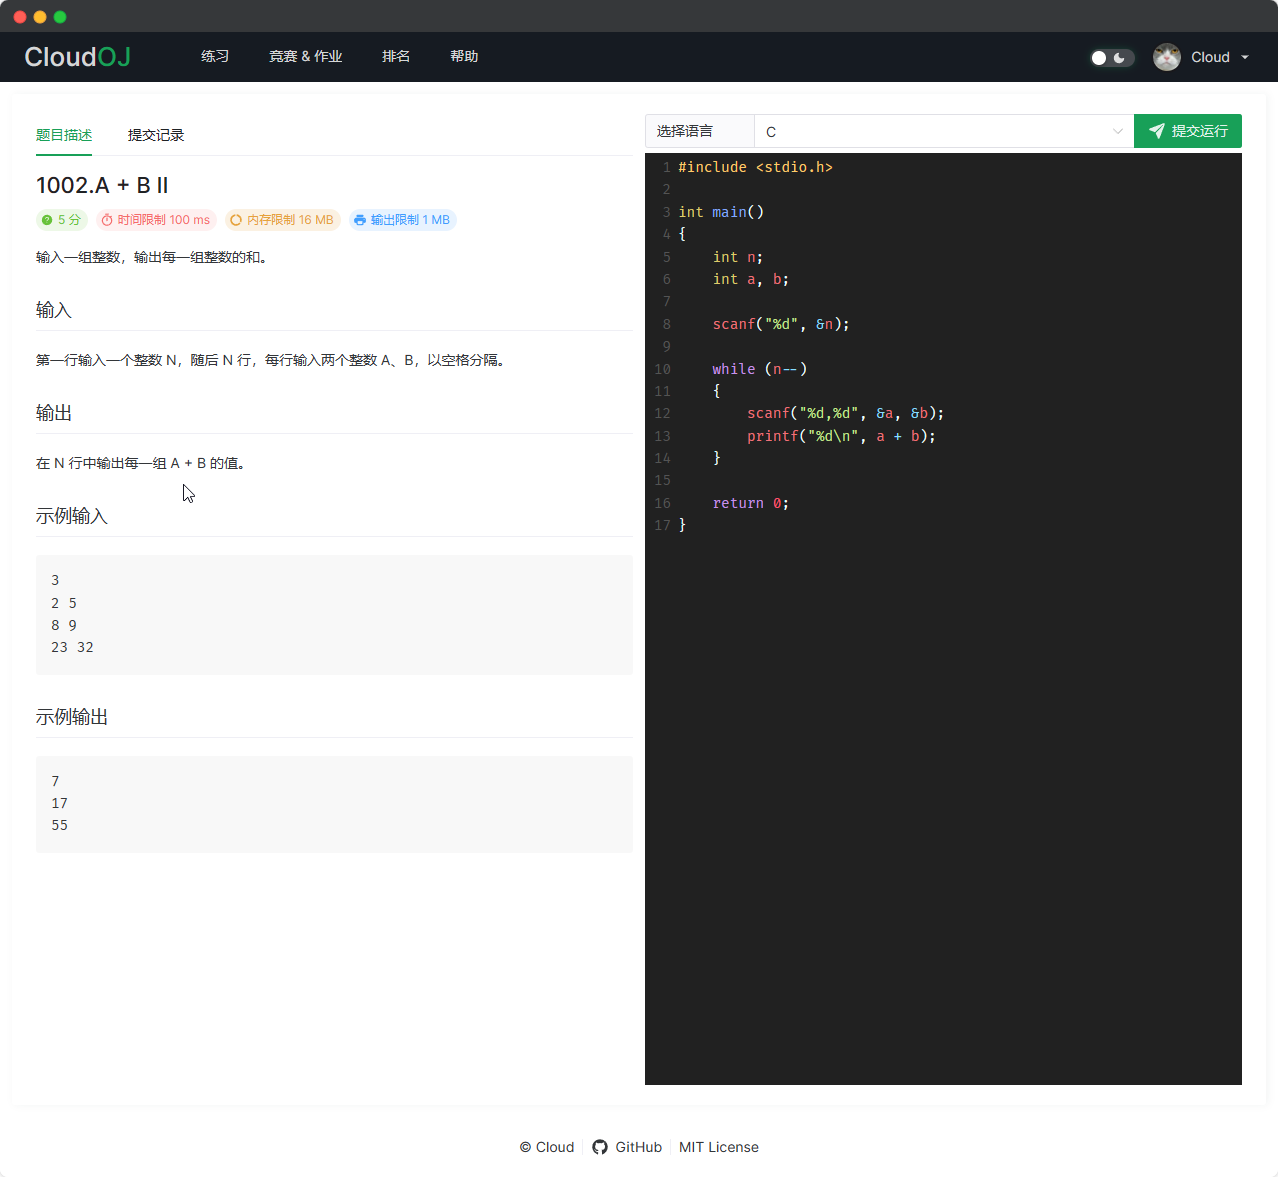 CloudOJ 练习 竞赛 & 作业 排名 帮助 Cloud
题目描述 提交记录
1002.A + B II
5 分 时间限制 100 ms 内存限制 16 MB 输出限制 1 MB
输入一组整数，输出每一组整数的和。
输入
第一行输入一个整数 N，随后 N 行，每行输入两个整数 A、B，以空格分隔。
输出
在 N 行中输出每一组 A + B 的值。
示例输入
3
2 5
8 9
23 32
示例输出
7
17
55
选择语言 C 提交运行
1 #include <stdio.h>
2
3 int main()
4 {
5     int n;
6     int a, b;
7
8     scanf("%d", &n);
9
10     while (n--)
11     {
12         scanf("%d,%d", &a, &b);
13         printf("%d\n", a + b);
14     }
15
16     return 0;
17 }
© Cloud GitHub MIT License